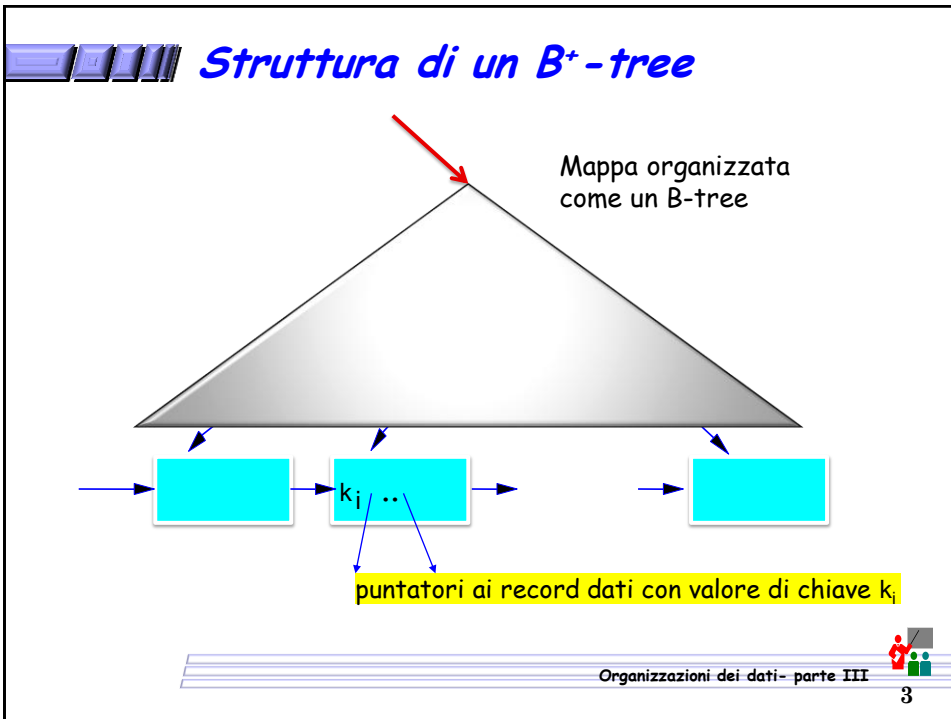 Struttura di un B⁺-tree
Mappa organizzata
come un B-tree
kᵢ ..
puntatori ai record dati con valore di chiave kᵢ
Organizzazioni dei dati- parte III
3